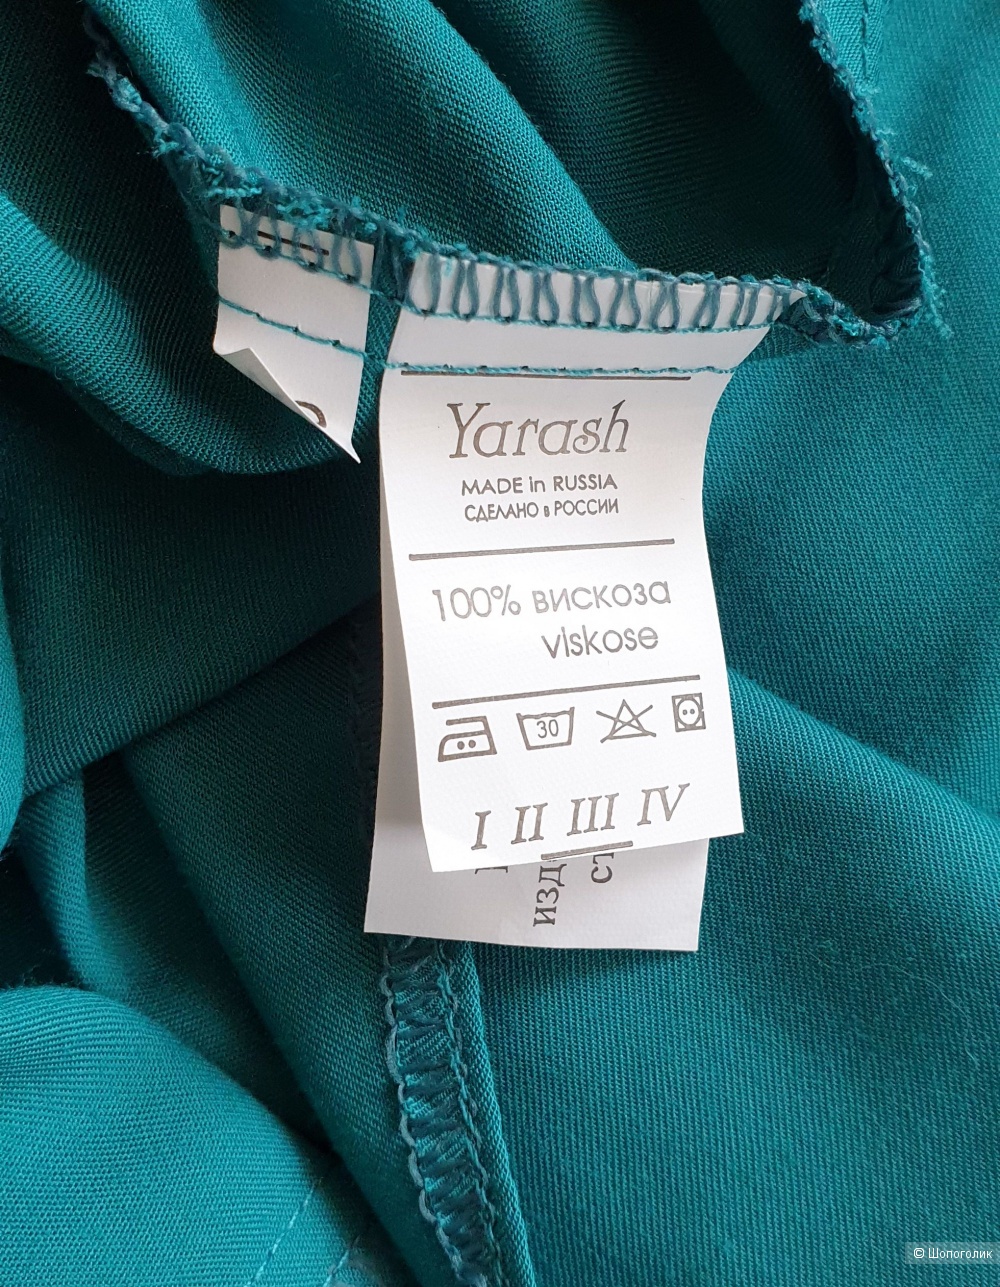 Yarash
MADE in RUSSIA
СДЕЛАНО в РОССИИ
100% вискоза
viskose
30
I II III IV
© Шопоголик